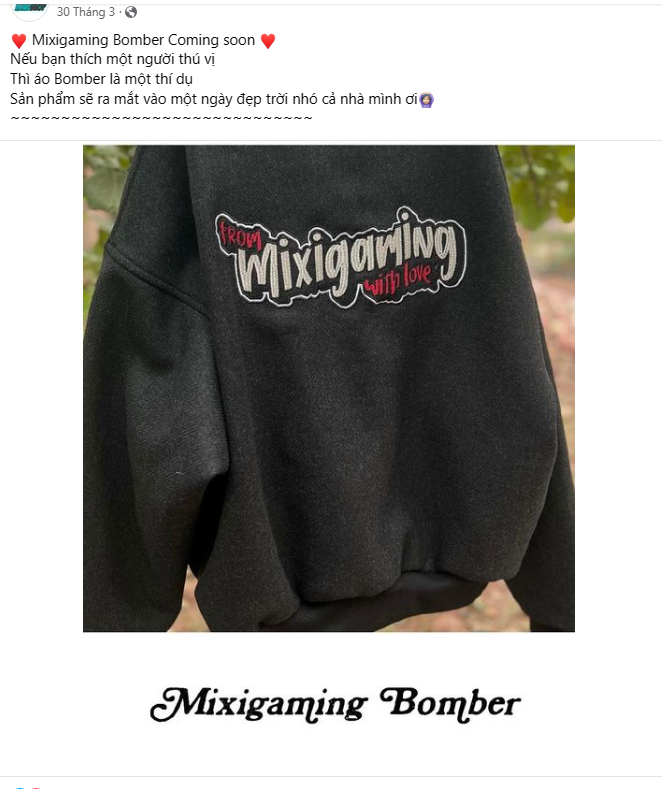 30 Tháng 3 ·
❤️ Mixigaming Bomber Coming soon ❤️
Nếu bạn thích một người thú vị
Thì áo Bomber là một thí dụ
Sản phẩm sẽ ra mắt vào một ngày đẹp trời nhó cả nhà mình ơi🙆‍♀️
~~~~~~~~~~~~~~~~~~~~~~~~~~~~~~
FROM
Mixigaming
with love
Mixigaming Bomber